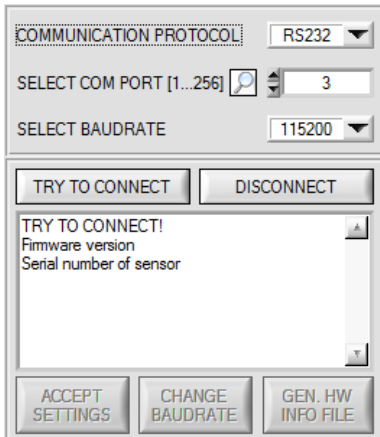 COMMUNICATION PROTOCOL RS232
SELECT COM PORT [1...256] 3
SELECT BAUDRATE 115200
TRY TO CONNECT DISCONNECT
TRY TO CONNECT!
Firmware version
Serial number of sensor
ACCEPT SETTINGS
CHANGE BAUDRATE
GEN. HW INFO FILE